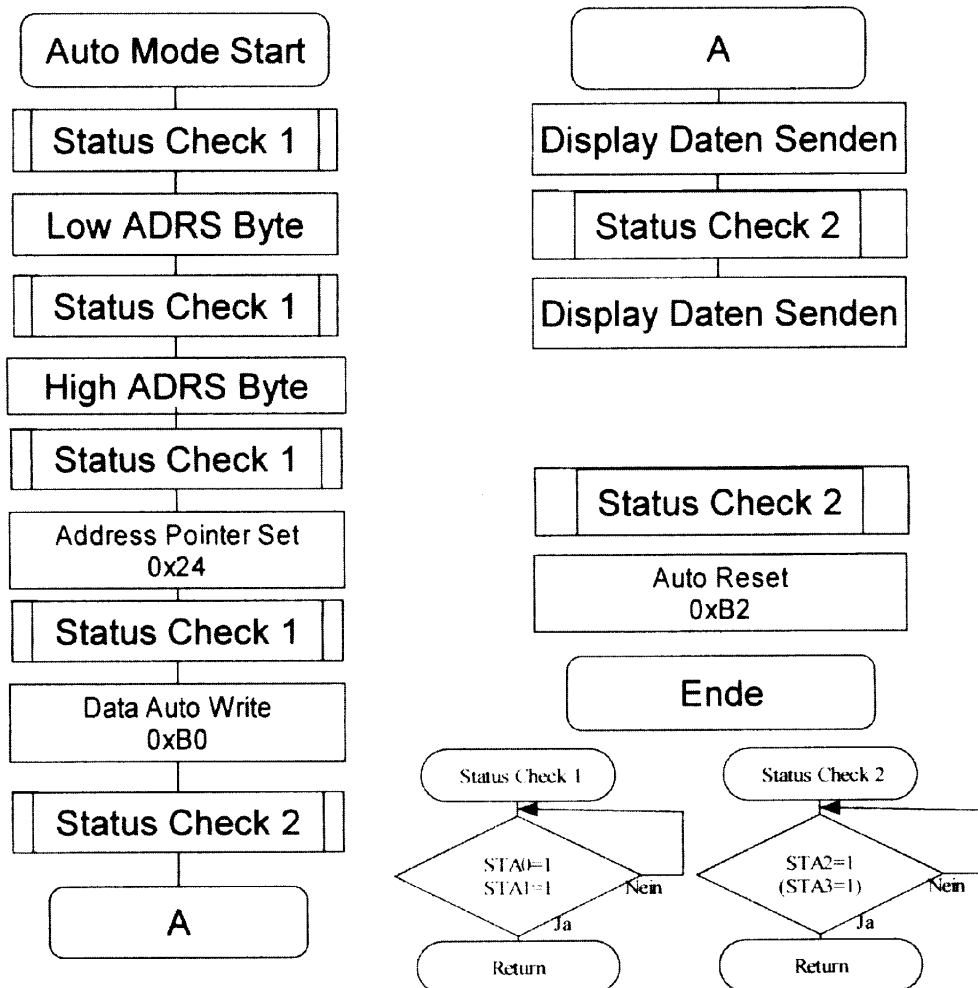 Auto Mode Start
Status Check 1
Low ADRS Byte
Status Check 1
High ADRS Byte
Status Check 1
Address Pointer Set
0x24
Status Check 1
Data Auto Write
0xB0
Status Check 2
A
A
Display Daten Senden
Status Check 2
Display Daten Senden
Status Check 2
Auto Reset
0xB2
Ende
Status Check 1
STA0=1
STA1=1
Nein
Ja
Return
Status Check 2
STA2=1
(STA3=1)
Nein
Ja
Return